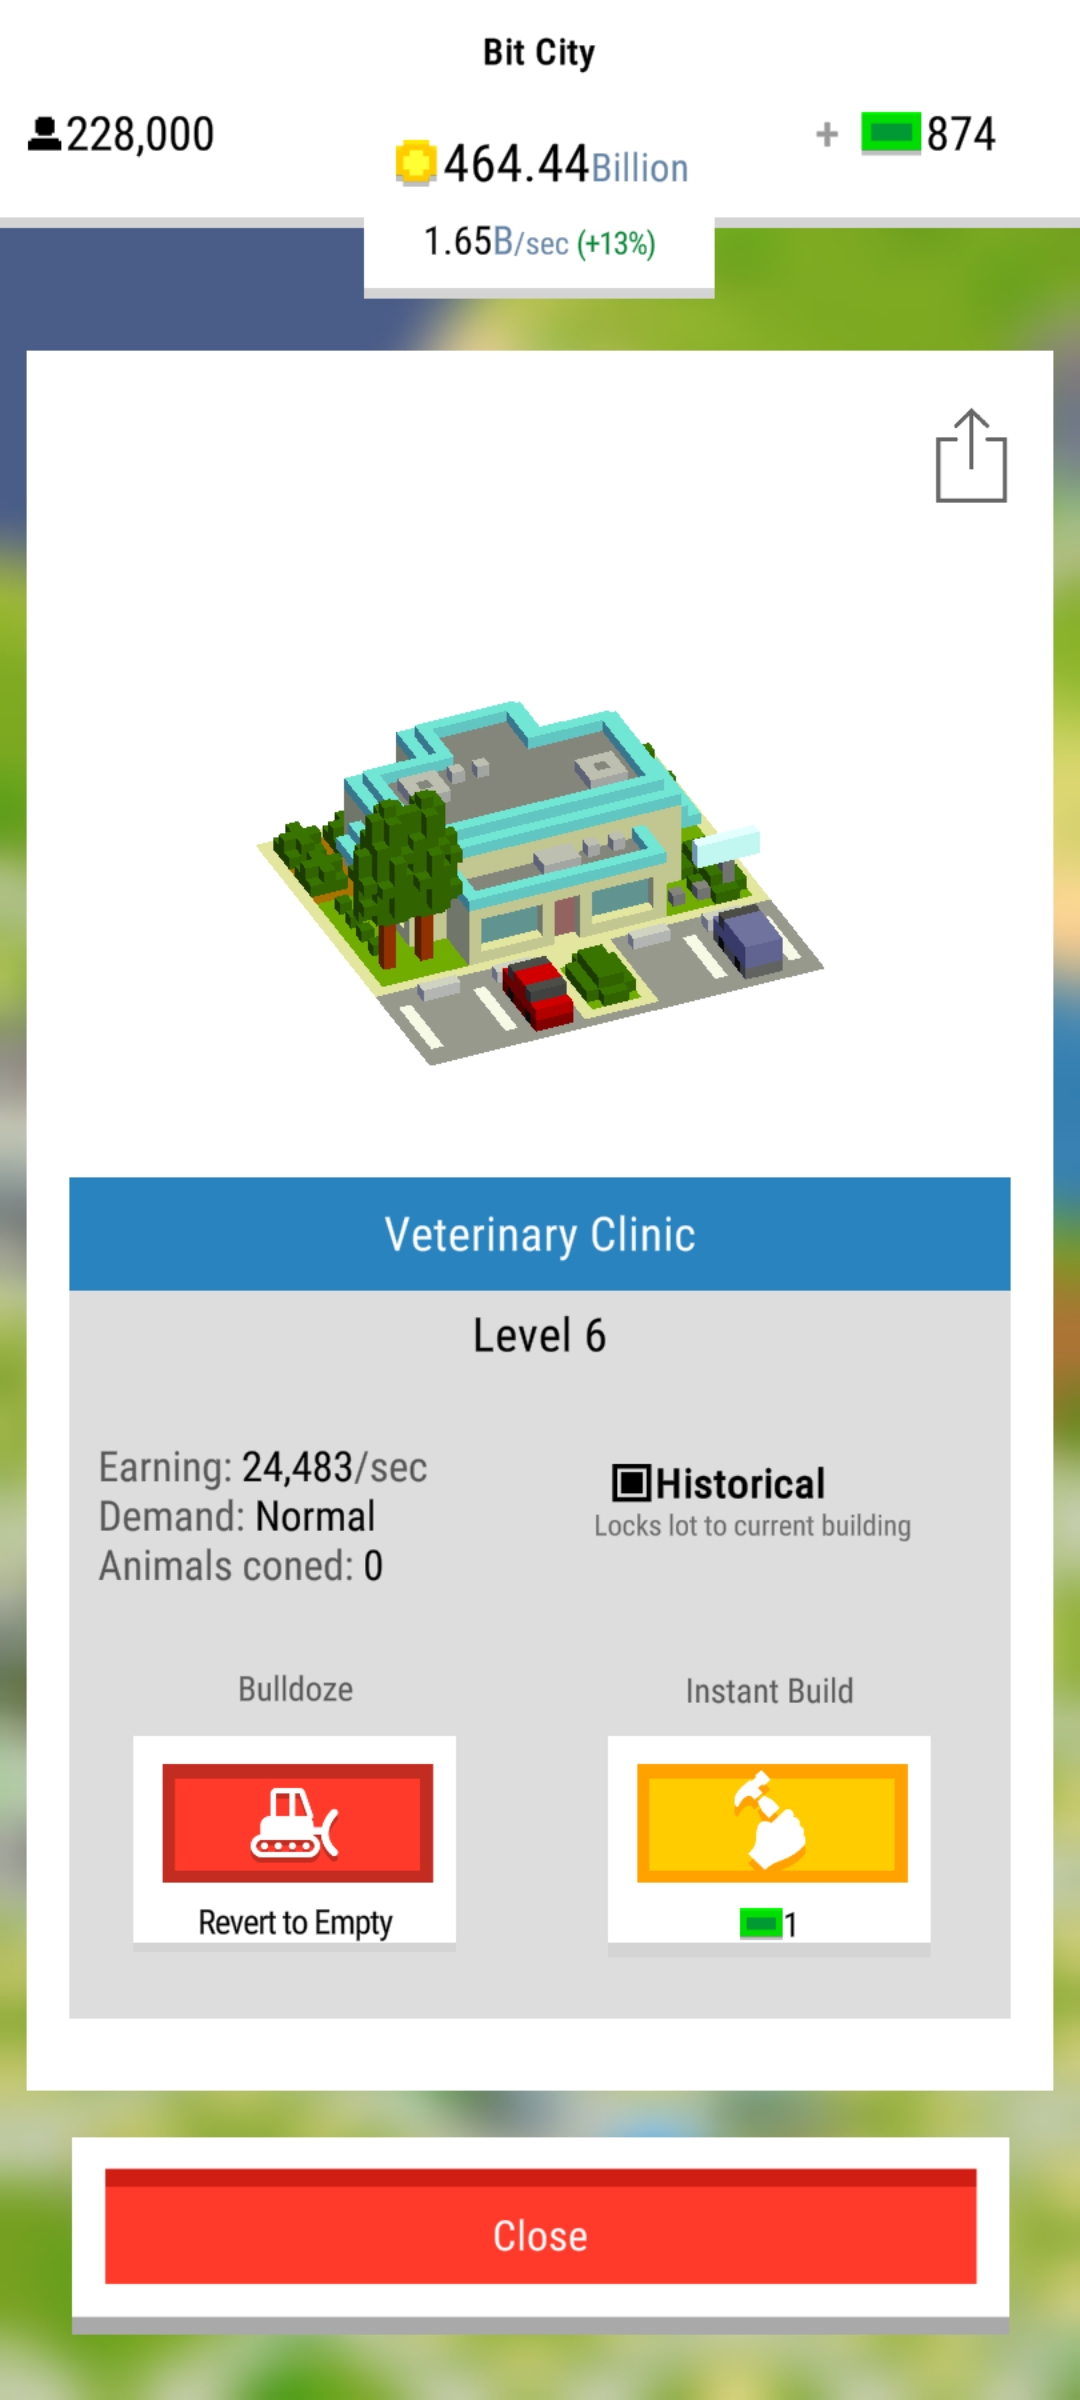 Bit City
228,000
464.44Billion
+ 874
1.65B/sec (+13%)
Veterinary Clinic
Level 6
Earning: 24,483/sec
Demand: Normal
Animals coned: 0
Historical
Locks lot to current building
Bulldoze
Revert to Empty
Instant Build
1
Close